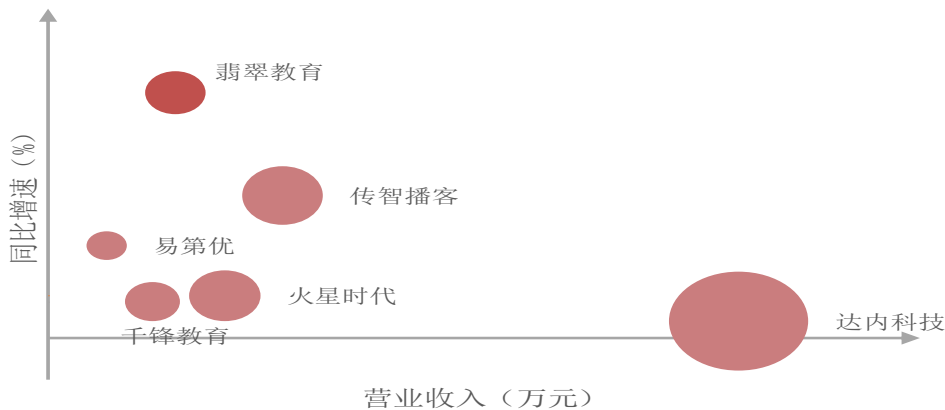 翡翠教育
同比增速（%）
传智播客
易第优
火星时代
千锋教育
达内科技
营业收入（万元）